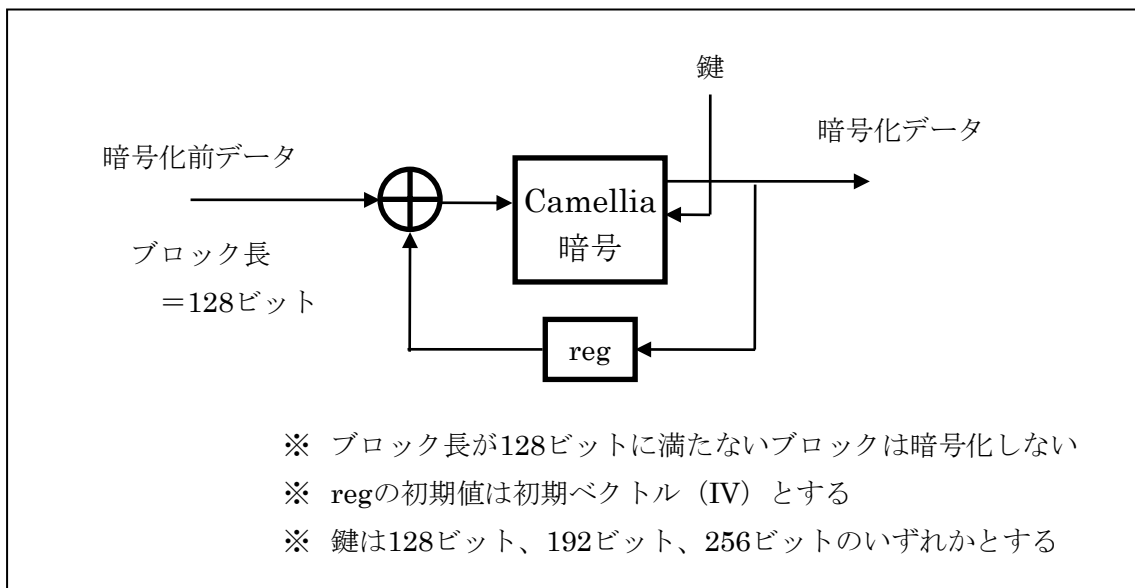 鍵
暗号化データ
暗号化前データ
Camellia
暗号
ブロック長
＝128ビット
reg
※ ブロック長が128ビットに満たないブロックは暗号化しない
※ regの初期値は初期ベクトル（IV）とする
※ 鍵は128ビット、192ビット、256ビットのいずれかとする